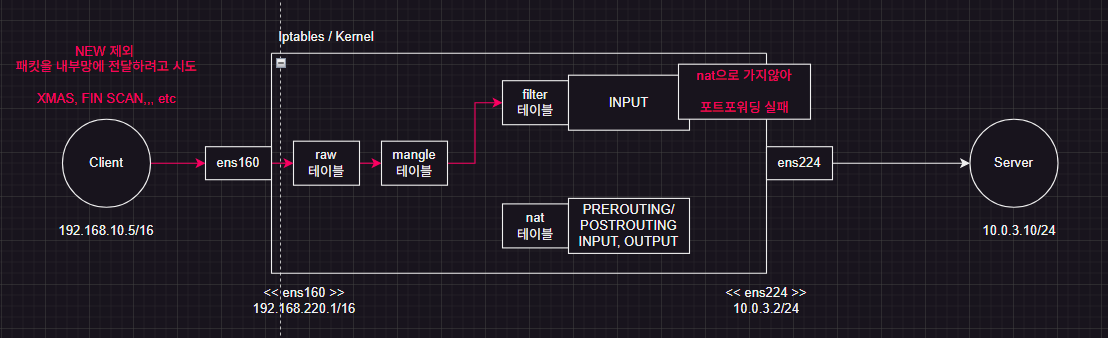 Iptables / Kernel
NEW 제외
패킷을 내부망에 전달하려고 시도
XMAS, FIN SCAN,,, etc
Client
192.168.10.5/16
ens160
raw
테이블
mangle
테이블
filter
테이블
INPUT
nat으로 가지않아
포트포워딩 실패
nat
테이블
PREROUTING/
POSTROUTING
INPUT, OUTPUT
ens224
Server
10.0.3.10/24
<< ens160 >>
192.168.220.1/16
<< ens224 >>
10.0.3.2/24